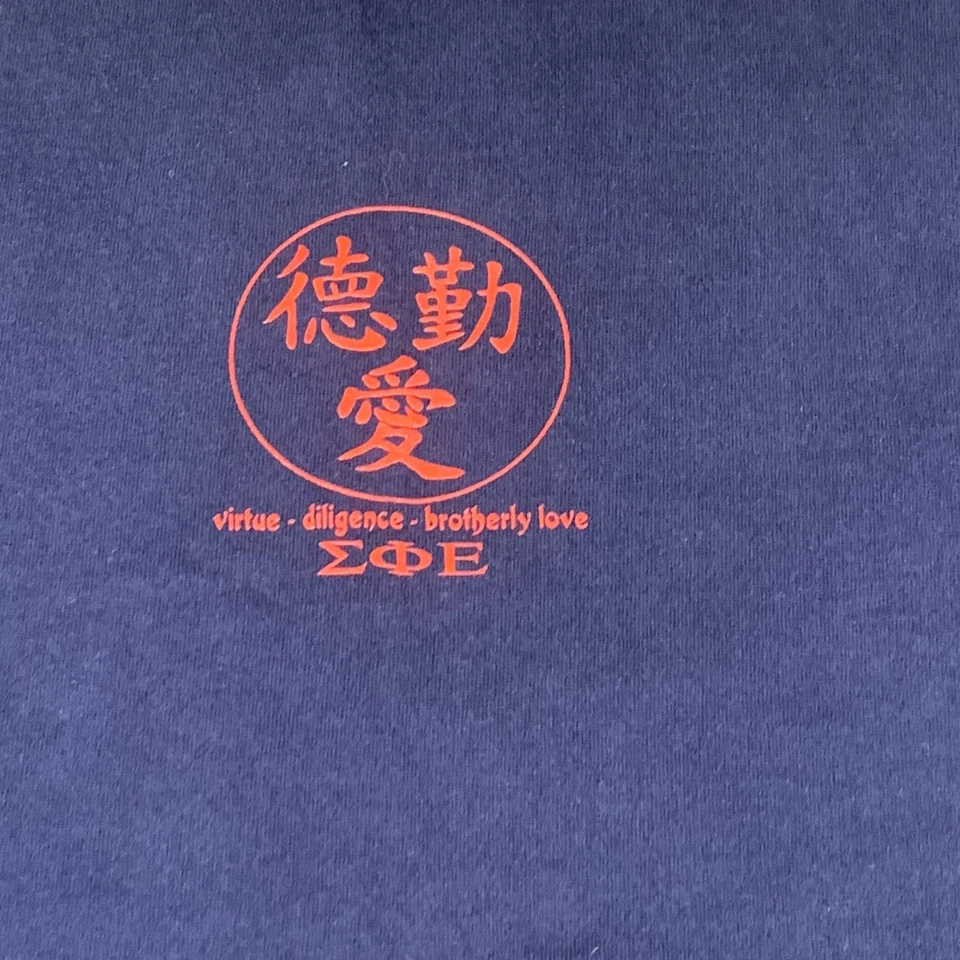 德勤
愛
virtue - diligence - brotherly love
ΣΦΕ